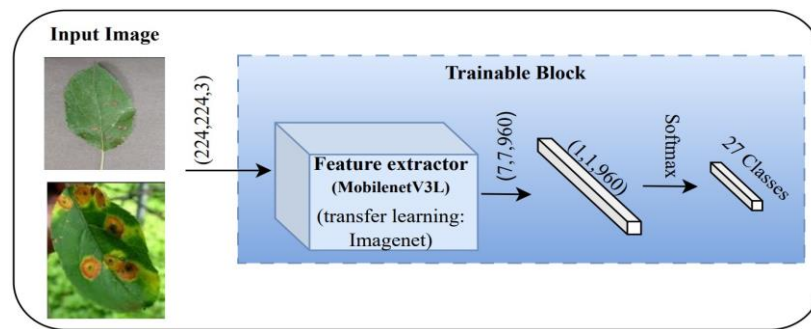 Input Image
(224,224,3)
Trainable Block
Feature extractor
(MobilenetV3L)
(transfer learning:
Imagenet)
(7,7,960)
(1,1,960)
Softmax
27 Classes